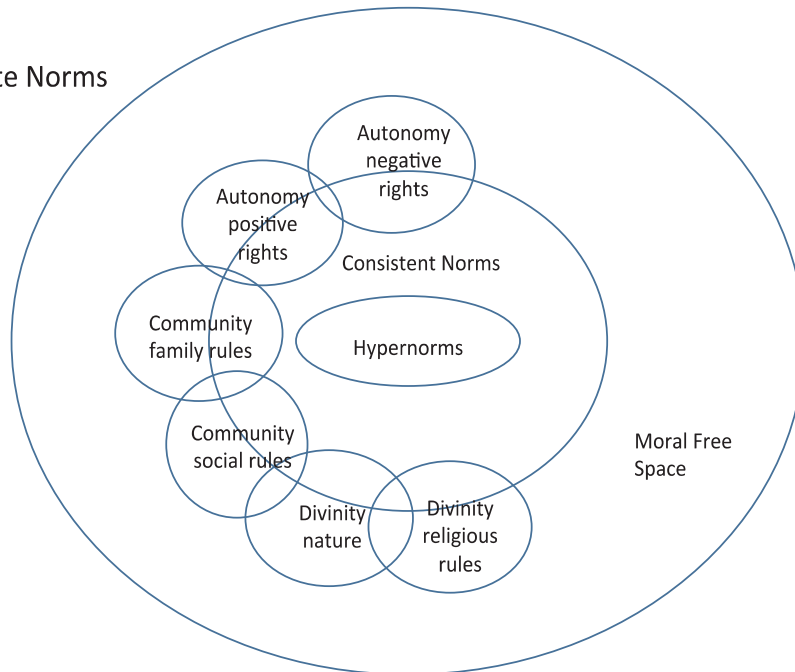 Norms
Autonomy
negative
rights
Autonomy
positive
rights
Consistent Norms
Community
family rules
Hypernorms
Community
social rules
Moral Free
Space
Divinity
nature
Divinity
religious
rules